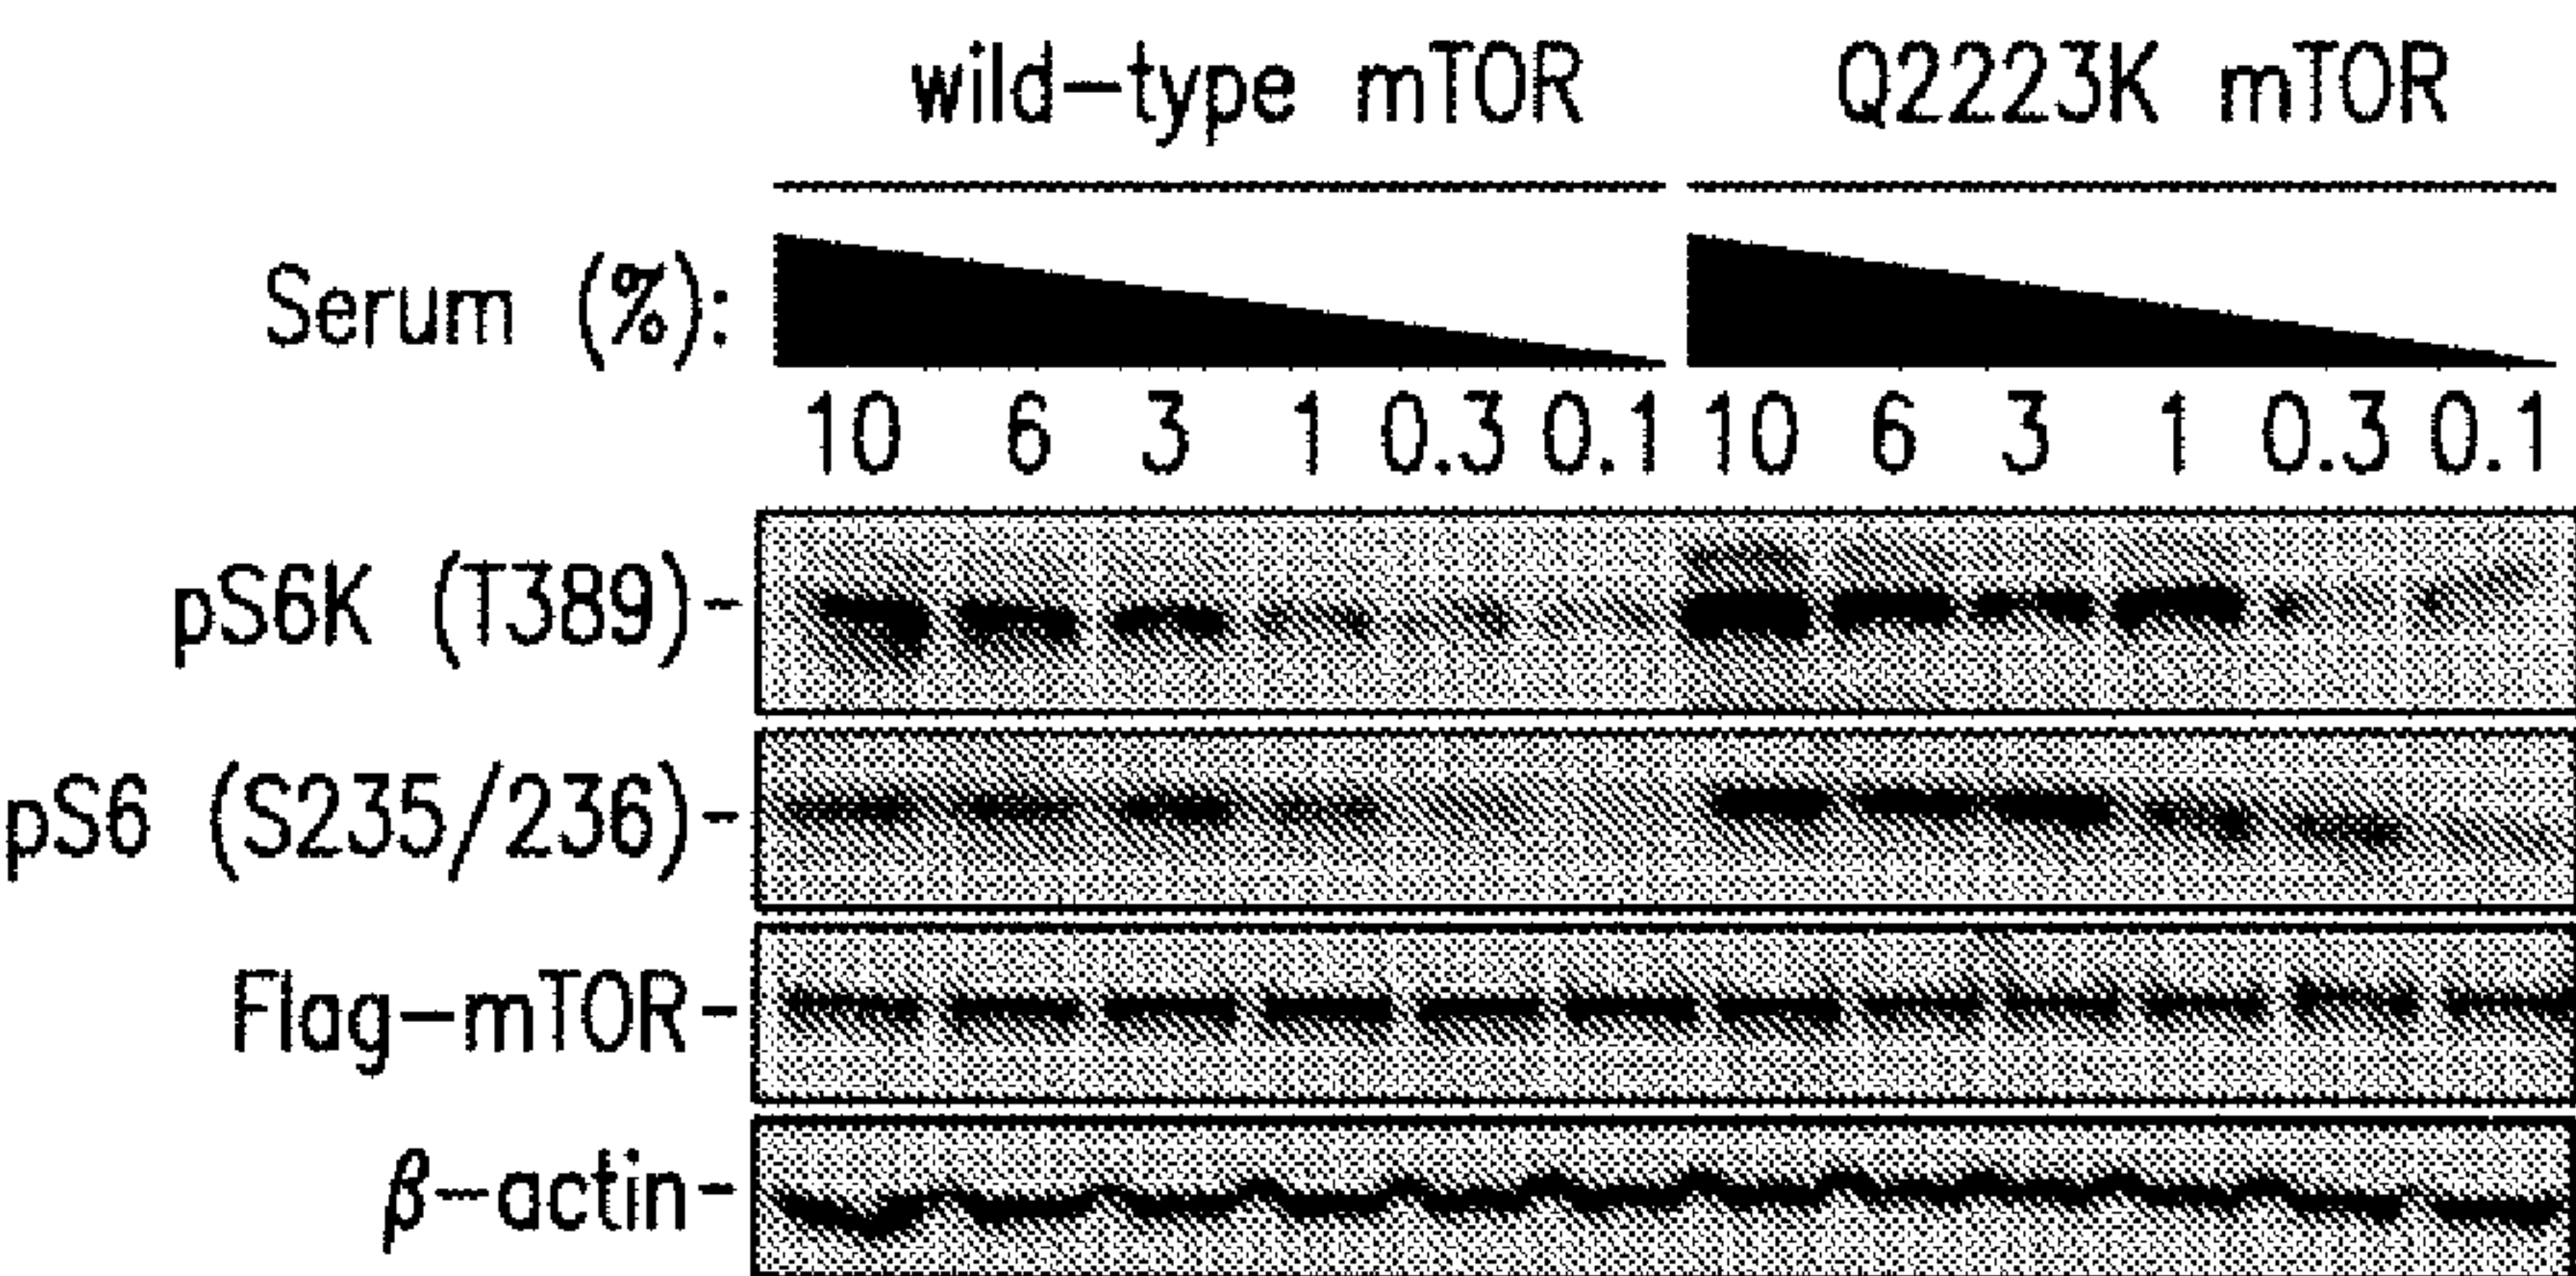 wild-type mTOR Q2223K mTOR
Serum (%):
10 6 3 1 0.3 0.1 10 6 3 1 0.3 0.1
pS6K (T389)-
pS6 (S235/236)-
Flag-mTOR-
β-actin-